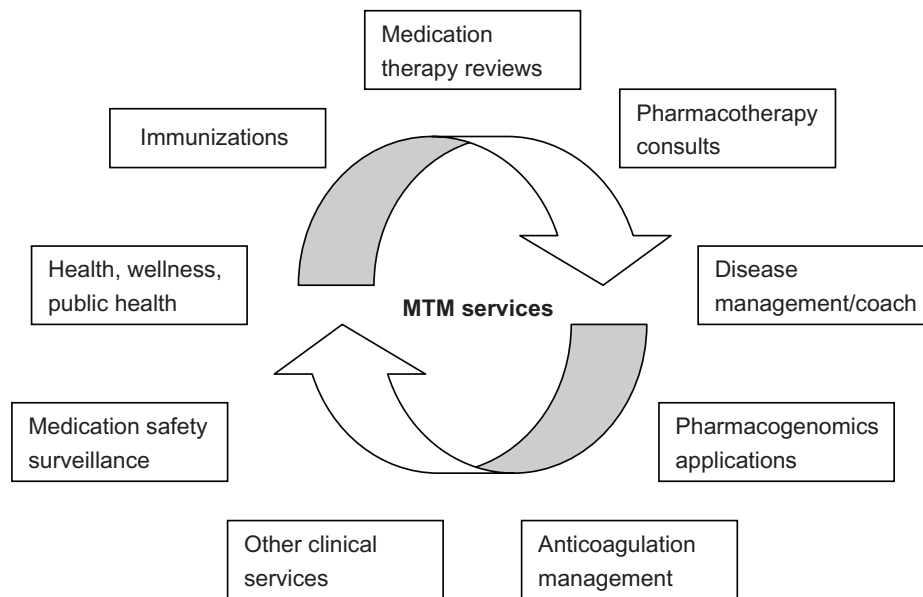 Medication
therapy reviews
Immunizations
Pharmacotherapy
consults
Health, wellness,
public health
MTM services
Disease
management/coach
Medication safety
surveillance
Pharmacogenomics
applications
Other clinical
services
Anticoagulation
management